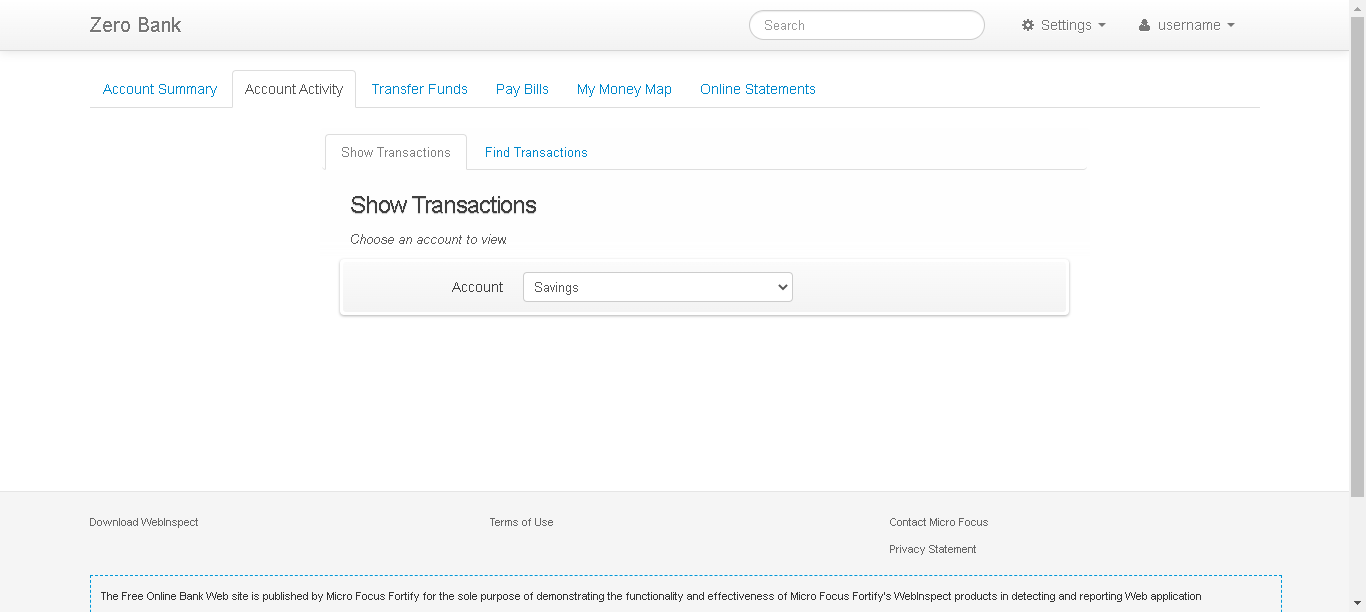 Zero Bank
Search
Settings
username
Account Summary
Account Activity
Transfer Funds
Pay Bills
My Money Map
Online Statements
Show Transactions
Find Transactions
Show Transactions
Choose an account to view.
Account
Savings
Download WebInspect
Terms of Use
Contact Micro Focus
Privacy Statement
The Free Online Bank Web site is published by Micro Focus Fortify for the sole purpose of demonstrating the functionality and effectiveness of Micro Focus Fortify's WebInspect products in detecting and reporting Web application